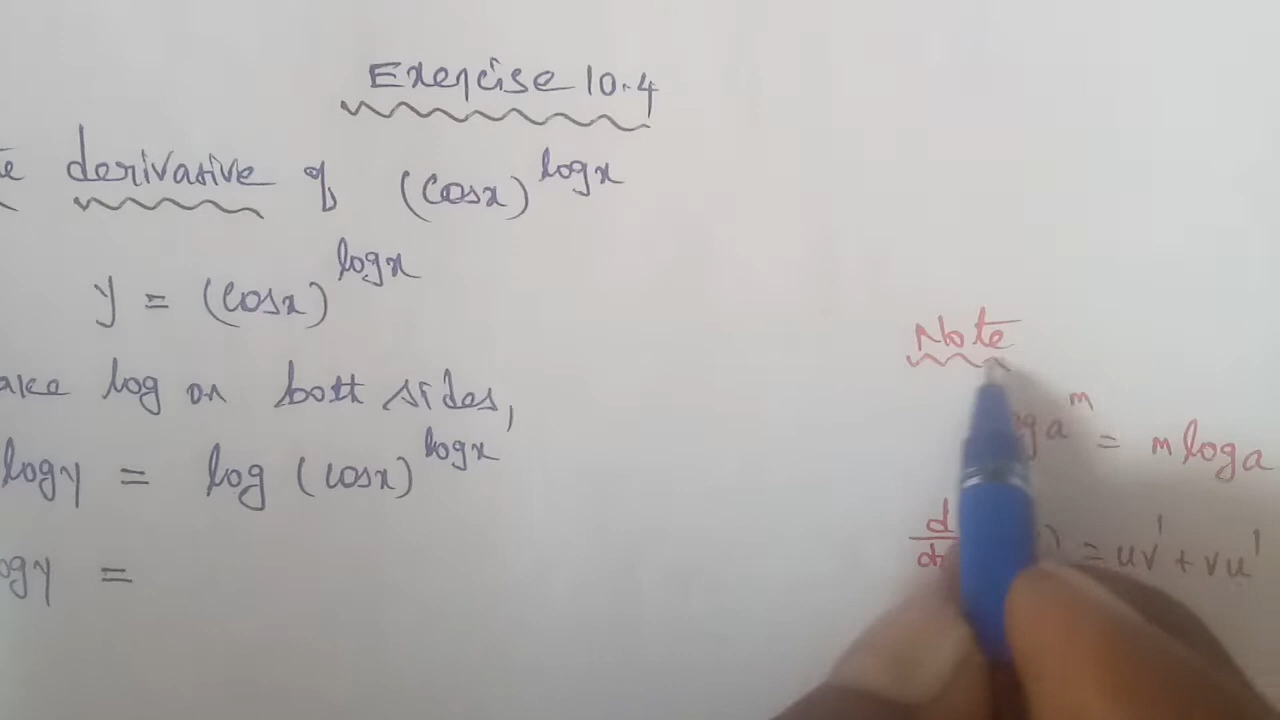 Exercise 10.4
derivative of (cosx)^logx
y = (cosx)^logx
log on both sides,
logy = log (cosx)^logx
=
Note
a^m = m log a
d = uv' + vu'